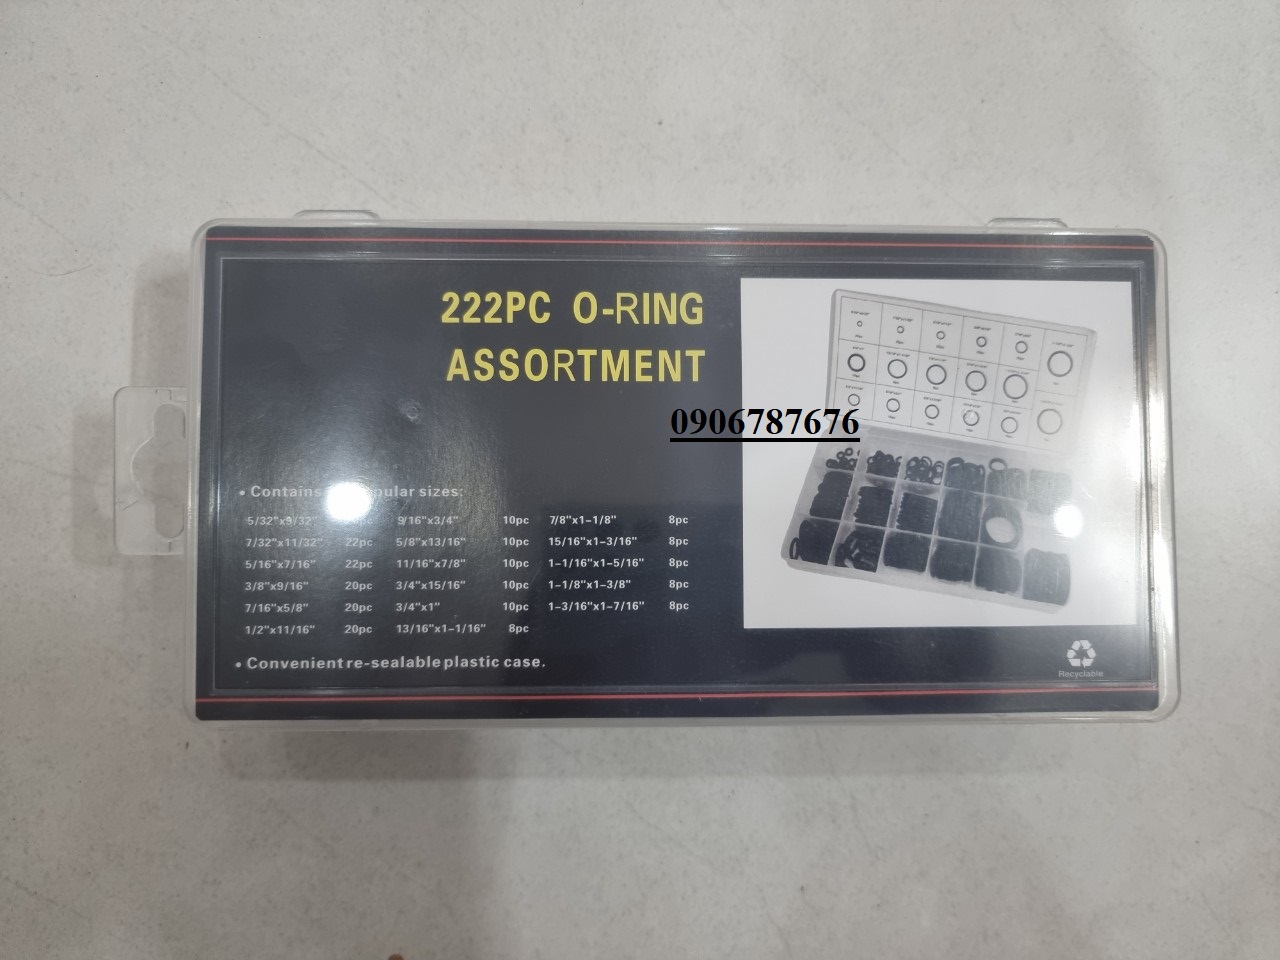 222PC O-RING
ASSORTMENT
0906787676
• Contains sizes:
5/32"x9/32" 9/16"x3/4" 10pc 7/8"x1-1/8" 8pc
7/32"x11/32" 22pc 5/8"x13/16" 10pc 15/16"x1-3/16" 8pc
5/16"x7/16" 22pc 11/16"x7/8" 10pc 1-1/16"x1-5/16" 8pc
3/8"x9/16" 20pc 3/4"x15/16" 10pc 1-1/8"x1-3/8" 8pc
7/16"x5/8" 20pc 3/4"x1" 10pc 1-3/16"x1-7/16" 8pc
1/2"x11/16" 20pc 13/16"x1-1/16" 8pc
• Convenient re-sealable plastic case.
Recyclable